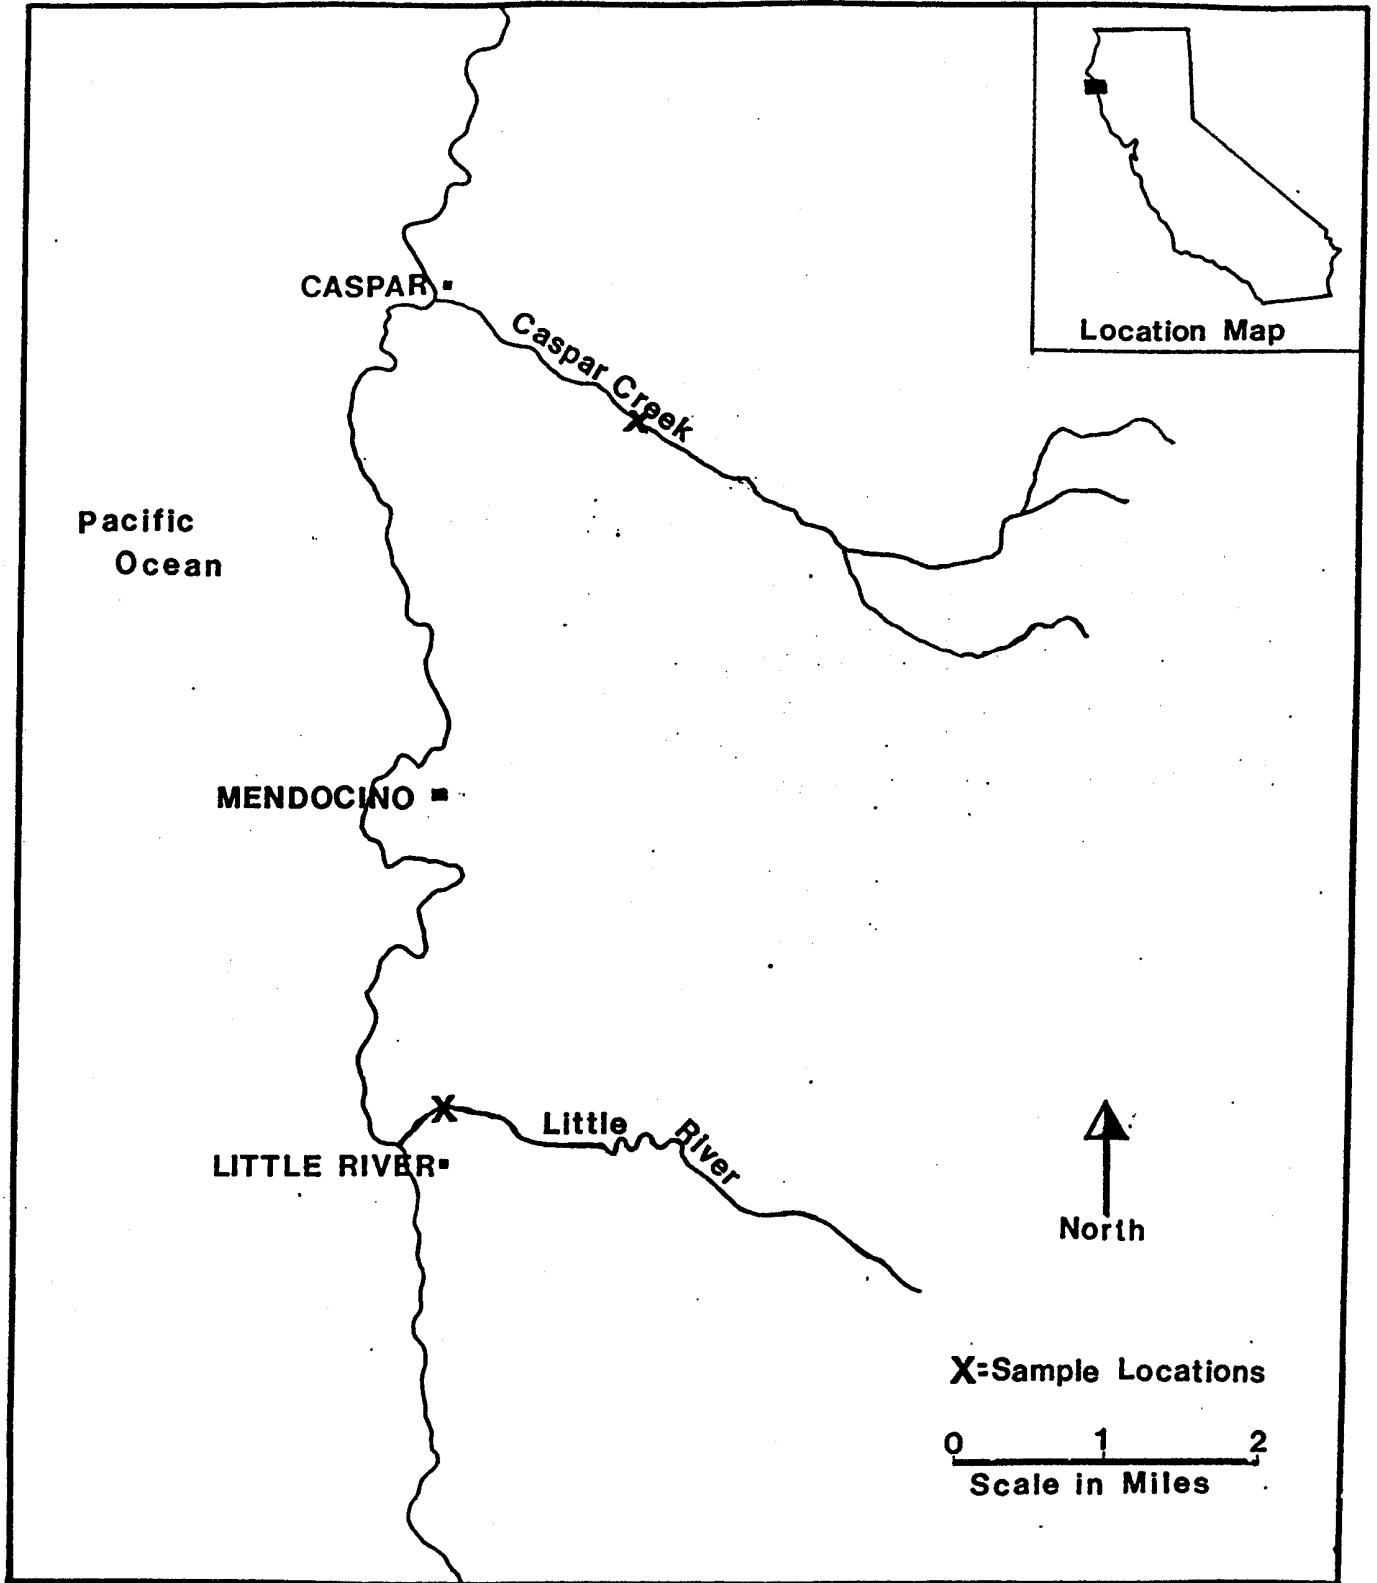 Location Map
CASPAR
Caspar Creek
Pacific
Ocean
MENDOCINO
X
Little River
LITTLE RIVER
North
X=Sample Locations
0 1 2
Scale in Miles
X